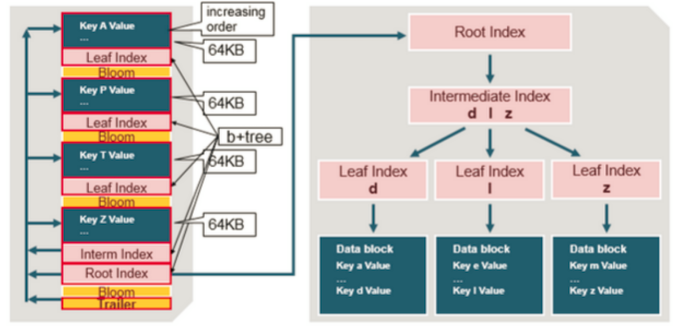 Key A Value
...
Leaf Index
Bloom
Key P Value
...
Leaf Index
Bloom
Key T Value
...
Leaf Index
Bloom
Key Z Value
...
Interm Index
Root Index
Bloom
Trailer
increasing
order
64KB
64KB
b+tree
64KB
64KB
Root Index
Intermediate Index
d l z
Leaf Index
d
Leaf Index
l
Leaf Index
z
Data block
Key a Value
...
Key d Value
Data block
Key e Value
...
Key l Value
Data block
Key m Value
...
Key z Value